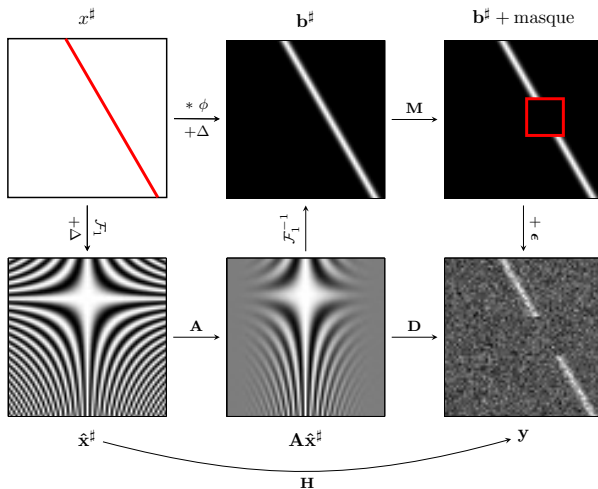 x♯
b♯
b♯ + masque
* ϕ
+Δ
M
+Δ
ℱ₁
ℱ₁⁻¹
+ ϵ
A
D
x̂♯
Ax̂♯
y
H